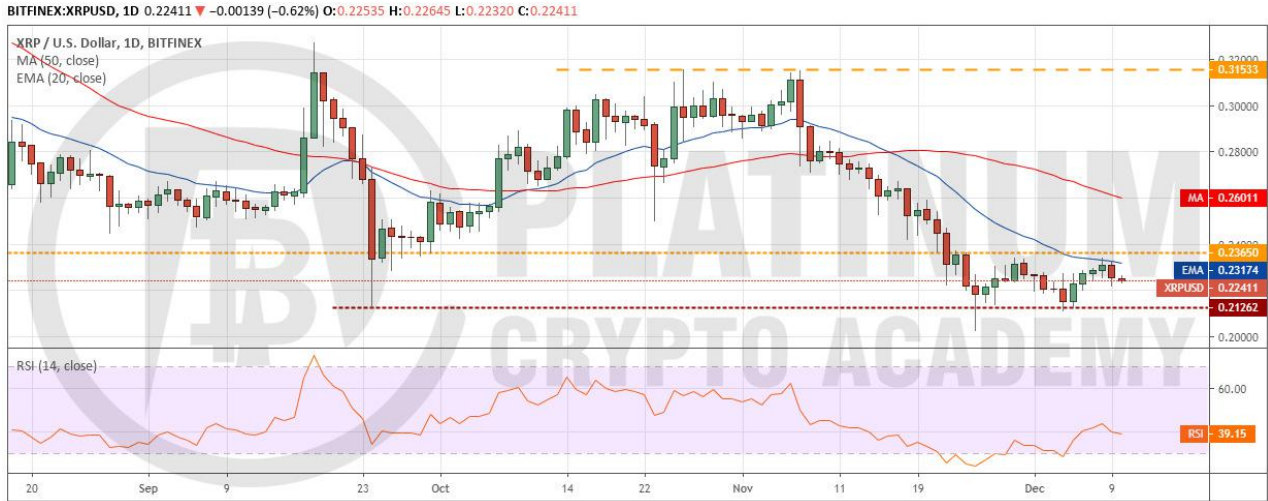 BITFINEX:XRPUSD, 1D 0.22411 ▼ −0.00139 (−0.62%) O:0.22535 H:0.22645 L:0.22320 C:0.22411
XRP / U.S. Dollar, 1D, BITFINEX
MA (50, close)
EMA (20, close)
0.32000
0.31533
0.30000
0.28000
MA 0.26011
0.24000
0.23650
EMA 0.23174
XRPUSD 0.22411
0.21262
0.20000
PLATINUM
CRYPTO ACADEMY
RSI (14, close)
60.00
RSI 39.15
20 Sep 9 23 Oct 14 22 Nov 11 19 Dec 9